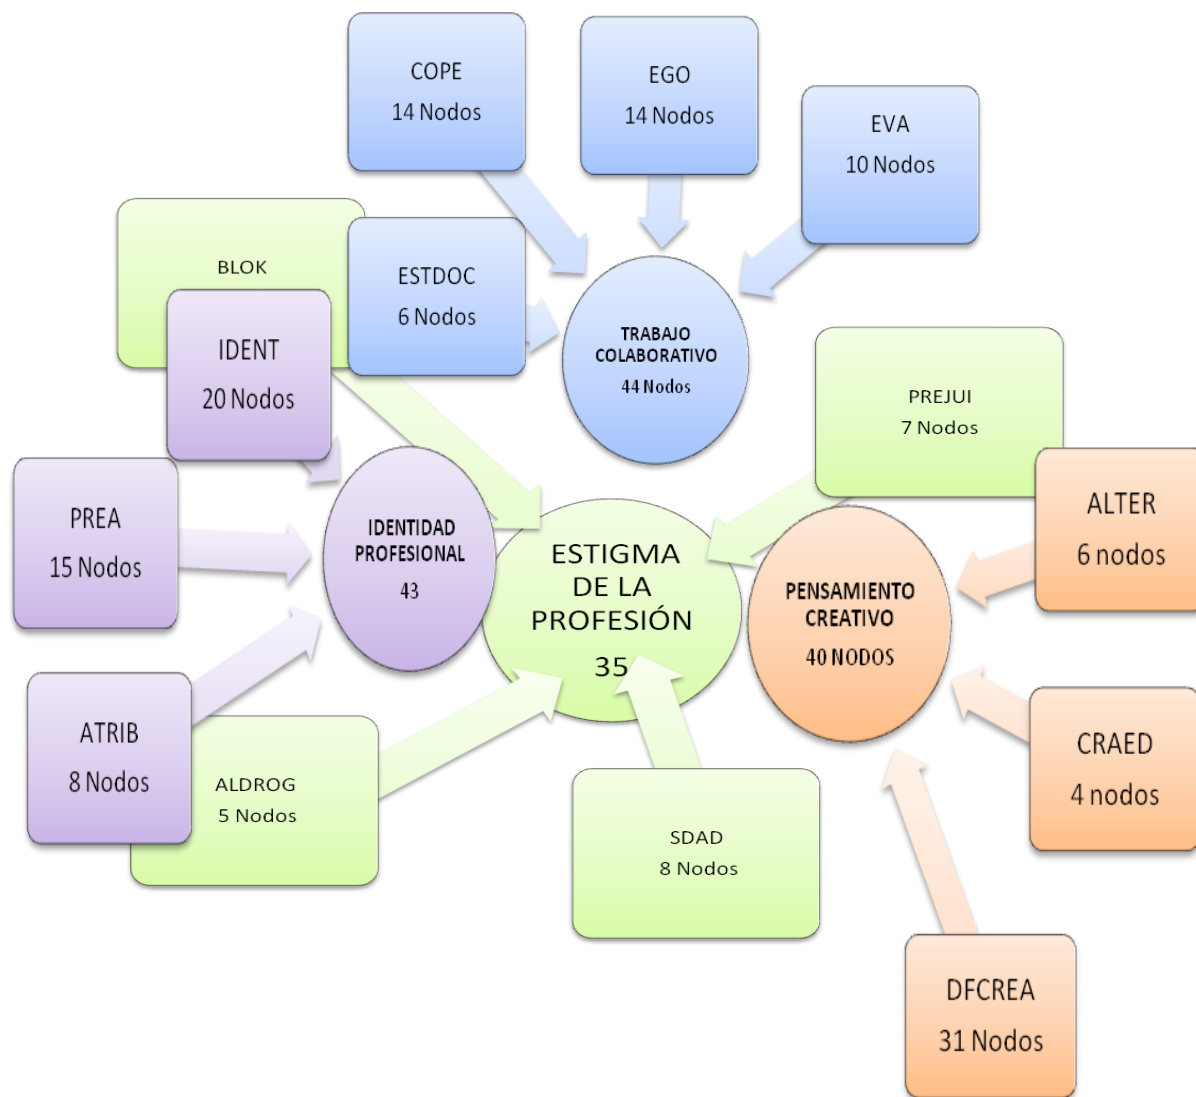 COPE
14 Nodos
EGO
14 Nodos
EVA
10 Nodos
BLOK
ESTDOC
6 Nodos
IDENT
20 Nodos
TRABAJO
COLABORATIVO
44 Nodos
PREJUI
7 Nodos
PREA
15 Nodos
IDENTIDAD
PROFESIONAL
43
ESTIGMA
DE LA
PROFESIÓN
35
PENSAMIENTO
CREATIVO
40 NODOS
ALTER
6 nodos
ATRIB
8 Nodos
ALDROG
5 Nodos
SDAD
8 Nodos
CRAED
4 nodos
DFCREA
31 Nodos